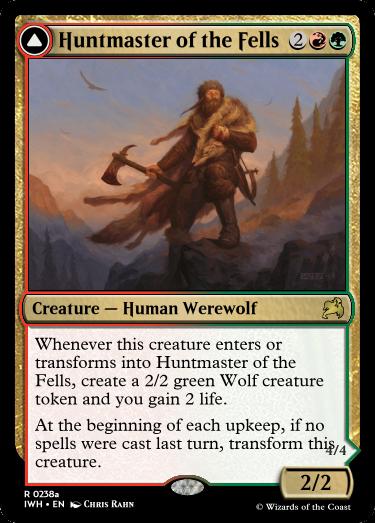 Huntmaster of the Fells 2
Creature — Human Werewolf
Whenever this creature enters or
transforms into Huntmaster of the
Fells, create a 2/2 green Wolf creature
token and you gain 2 life.
At the beginning of each upkeep, if no
spells were cast last turn, transform this
creature.
4/4
2/2
R 0238a
IWH • EN Chris Rahn
© Wizards of the Coast